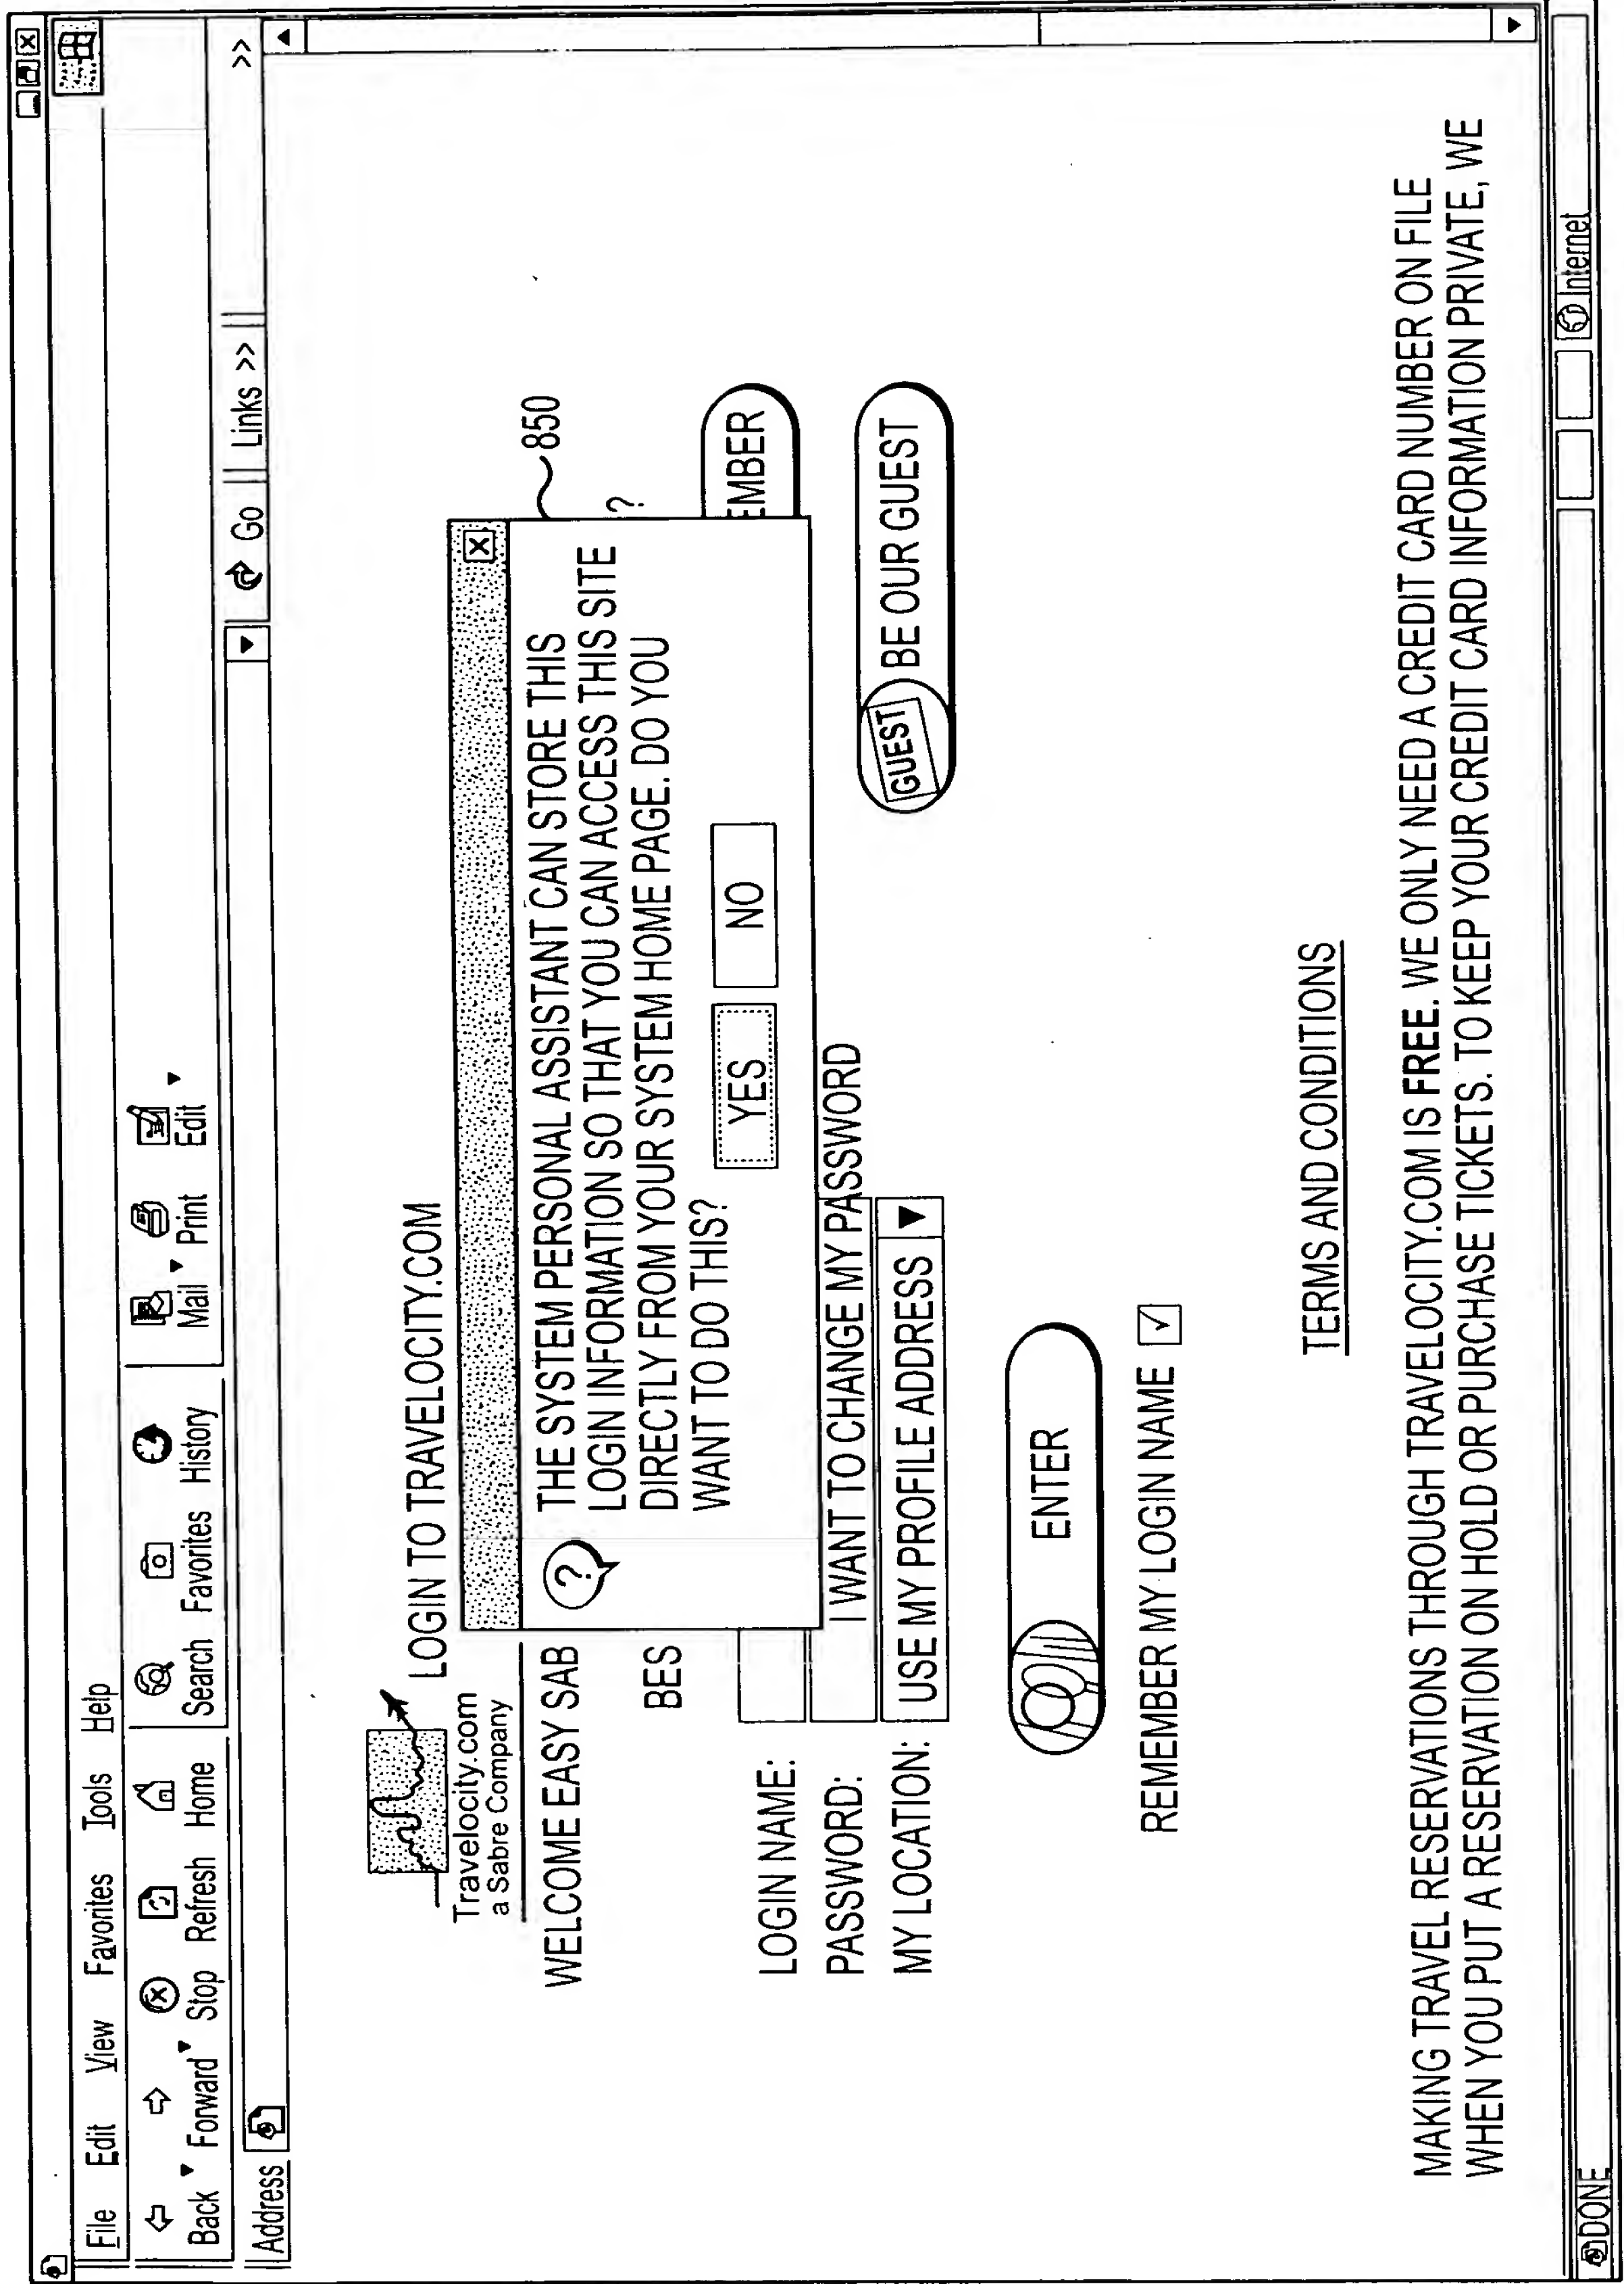 File Edit View Favorites Tools Help
Back Forward Stop Refresh Home Search Favorites History Mail Print Edit
Address Go Links >> >>
Travelocity.com
a Sabre Company
LOGIN TO TRAVELOCITY.COM
WELCOME EASY SAB
BES
?
EMBER
850
X
? THE SYSTEM PERSONAL ASSISTANT CAN STORE THIS
LOGIN INFORMATION SO THAT YOU CAN ACCESS THIS SITE
DIRECTLY FROM YOUR SYSTEM HOME PAGE. DO YOU
WANT TO DO THIS?
YES NO
LOGIN NAME:
PASSWORD: I WANT TO CHANGE MY PASSWORD
MY LOCATION: USE MY PROFILE ADDRESS
GUEST BE OUR GUEST
ENTER
REMEMBER MY LOGIN NAME
TERMS AND CONDITIONS
MAKING TRAVEL RESERVATIONS THROUGH TRAVELOCITY.COM IS FREE. WE ONLY NEED A CREDIT CARD NUMBER ON FILE
WHEN YOU PUT A RESERVATION ON HOLD OR PURCHASE TICKETS. TO KEEP YOUR CREDIT CARD INFORMATION PRIVATE, WE
DONE Internet